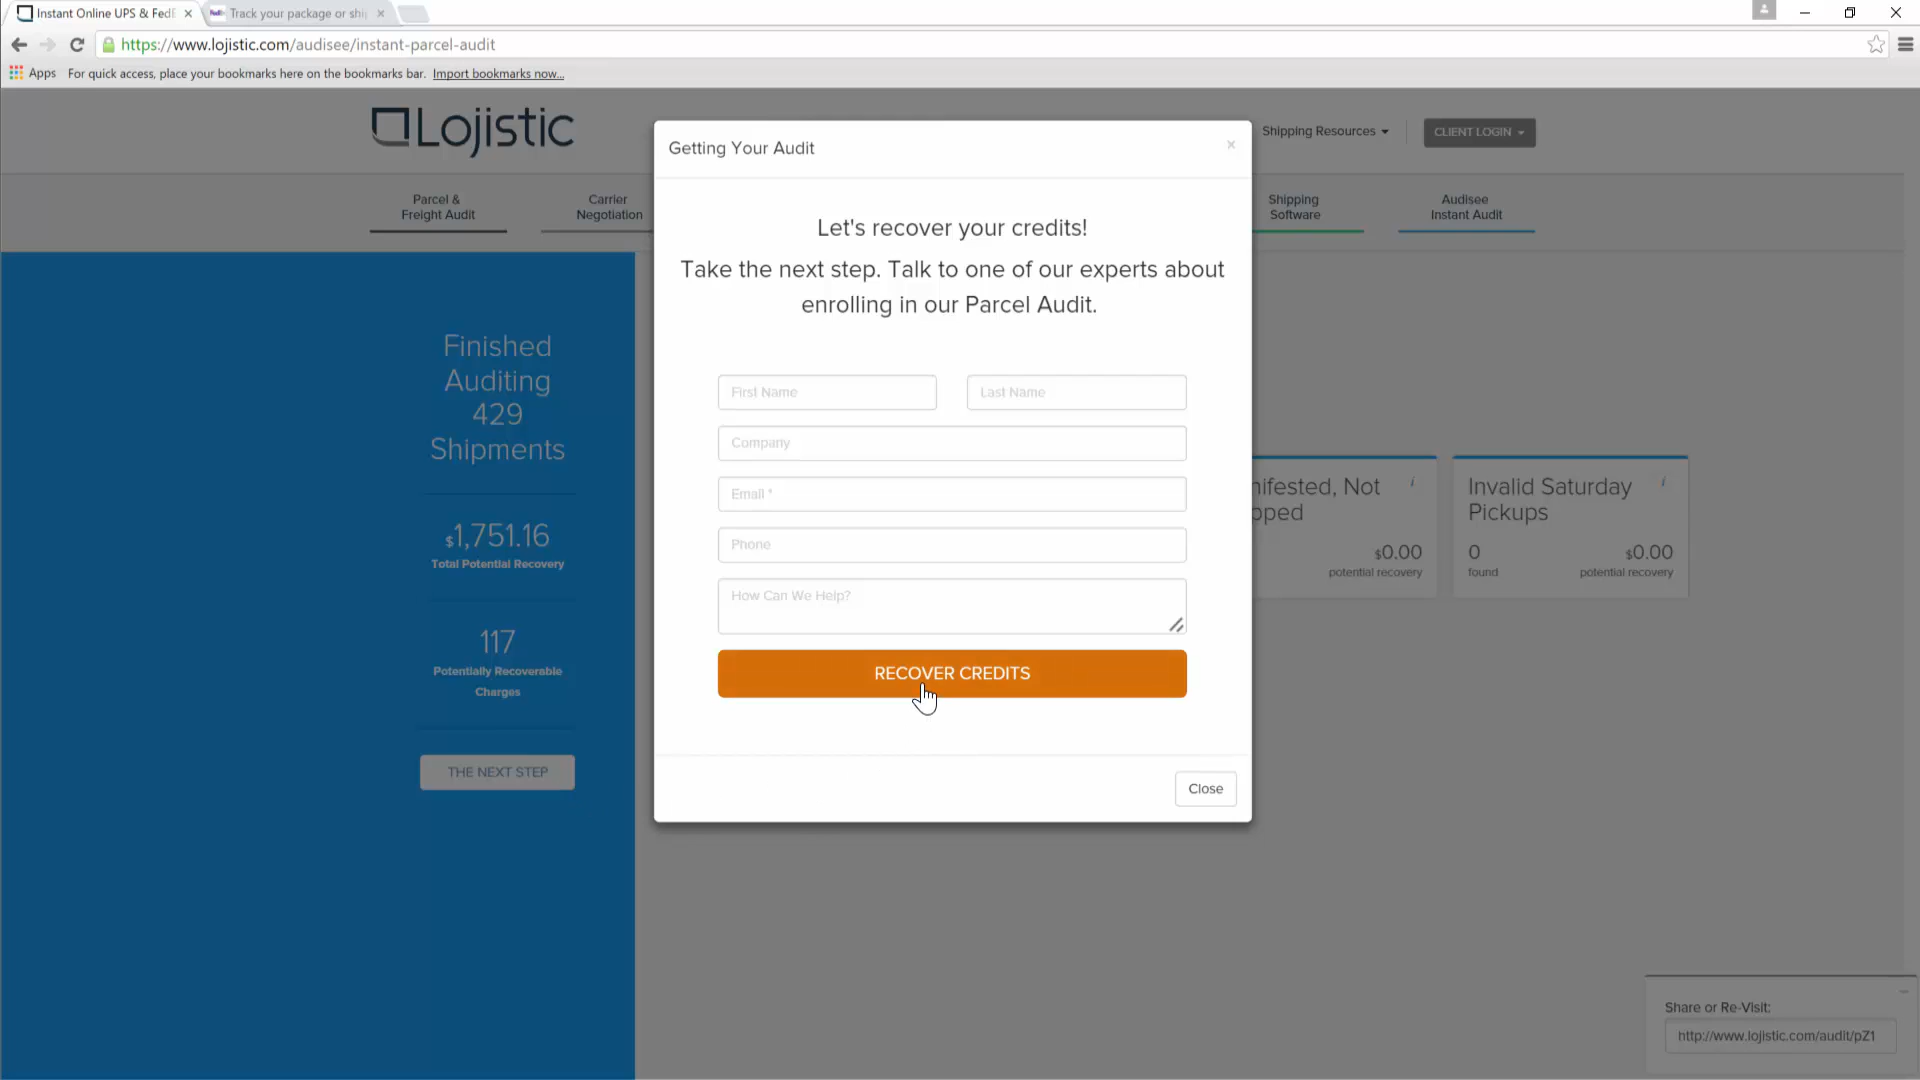 Instant Online UPS & FedE
Track your package or ship
https://www.lojistic.com/audisee/instant-parcel-audit
Apps
For quick access, place your bookmarks here on the bookmarks bar. Import bookmarks now...
Lojistic
Shipping Resources
CLIENT LOGIN
Parcel &
Freight Audit
Carrier
Negotiation
Shipping
Software
Audisee
Instant Audit
Finished
Auditing
429
Shipments
$1,751.16
Total Potential Recovery
117
Potentially Recoverable
Charges
THE NEXT STEP
Getting Your Audit
×
Let's recover your credits!
Take the next step. Talk to one of our experts about
enrolling in our Parcel Audit.
First Name
Last Name
Company
Email *
Phone
How Can We Help?
RECOVER CREDITS
Close
nifested, Not
pped
i
$0.00
potential recovery
Invalid Saturday
Pickups
i
0
found
$0.00
potential recovery
Share or Re-Visit:
http://www.lojistic.com/audit/pZ1